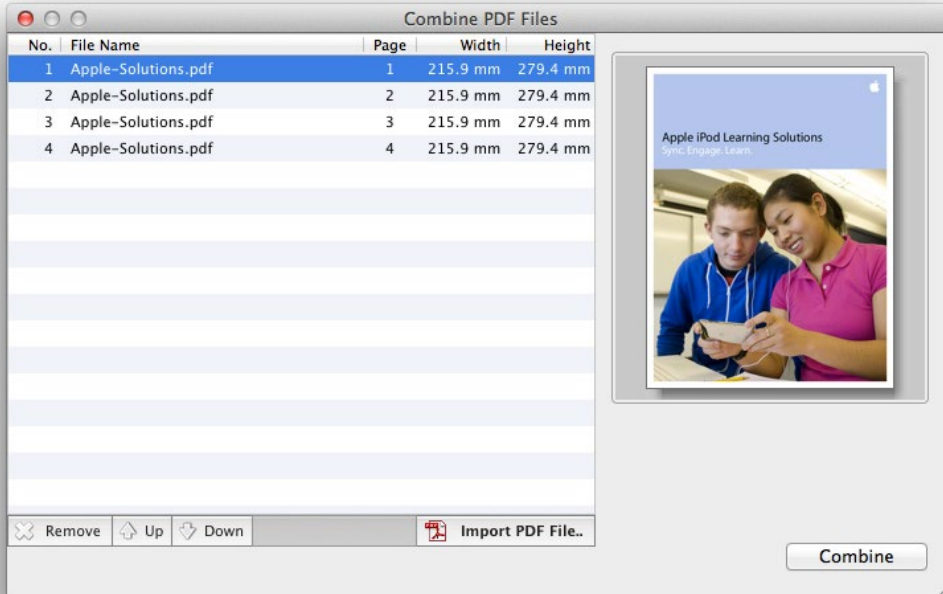 Combine PDF Files
No. File Name Page Width Height
1 Apple-Solutions.pdf 1 215.9 mm 279.4 mm
2 Apple-Solutions.pdf 2 215.9 mm 279.4 mm
3 Apple-Solutions.pdf 3 215.9 mm 279.4 mm
4 Apple-Solutions.pdf 4 215.9 mm 279.4 mm
Apple iPod Learning Solutions
Sync. Engage. Learn.
Remove Up Down Import PDF File..
Combine